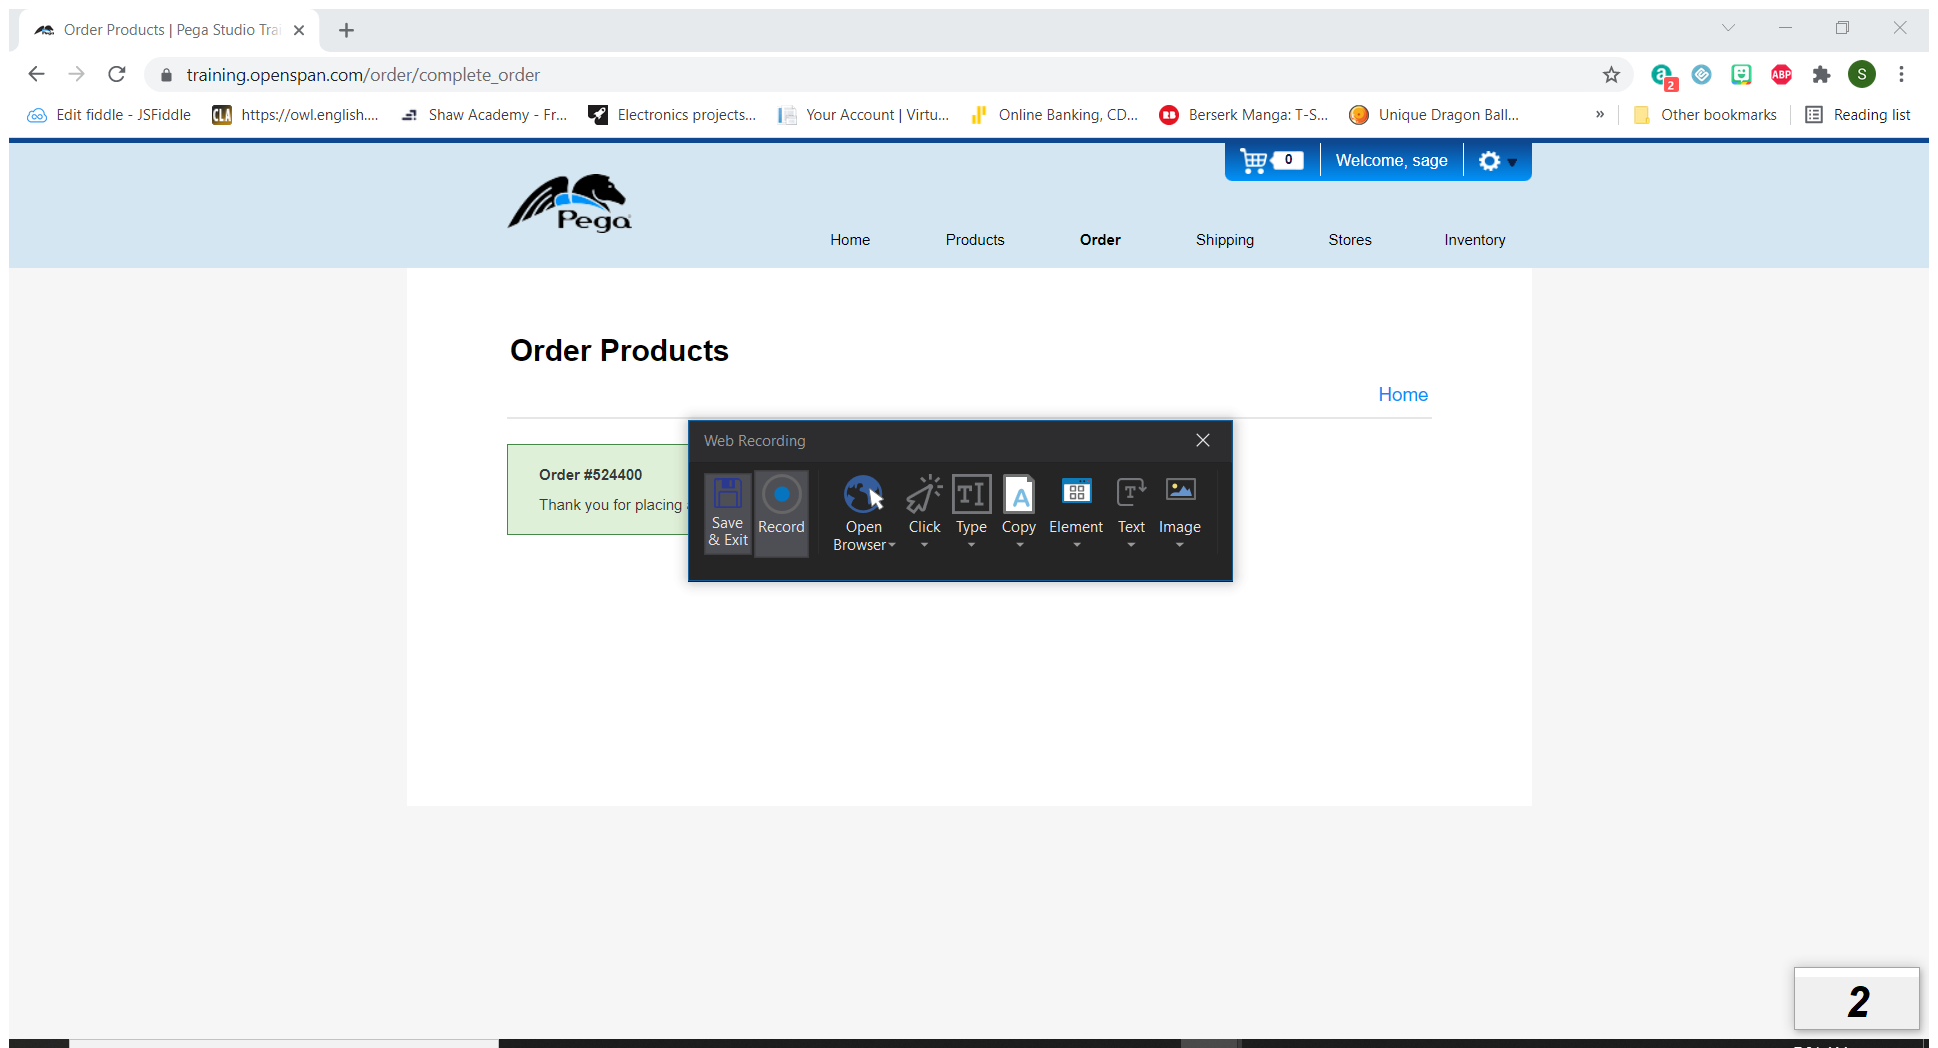 Order Products | Pega Studio Trai
training.openspan.com/order/complete_order
2
ABP
S
Edit fiddle - JSFiddle
CLA
https://owl.english....
Shaw Academy - Fr...
Electronics projects...
Your Account | Virtu...
Online Banking, CD...
Berserk Manga: T-S...
Unique Dragon Ball...
»
Other bookmarks
Reading list
0
Welcome, sage
Pega
Home
Products
Order
Shipping
Stores
Inventory
Order Products
Home
Order #524400
Thank you for placing
Web Recording
Save
& Exit
Record
Open
Browser
Click
Type
Copy
Element
Text
Image
2